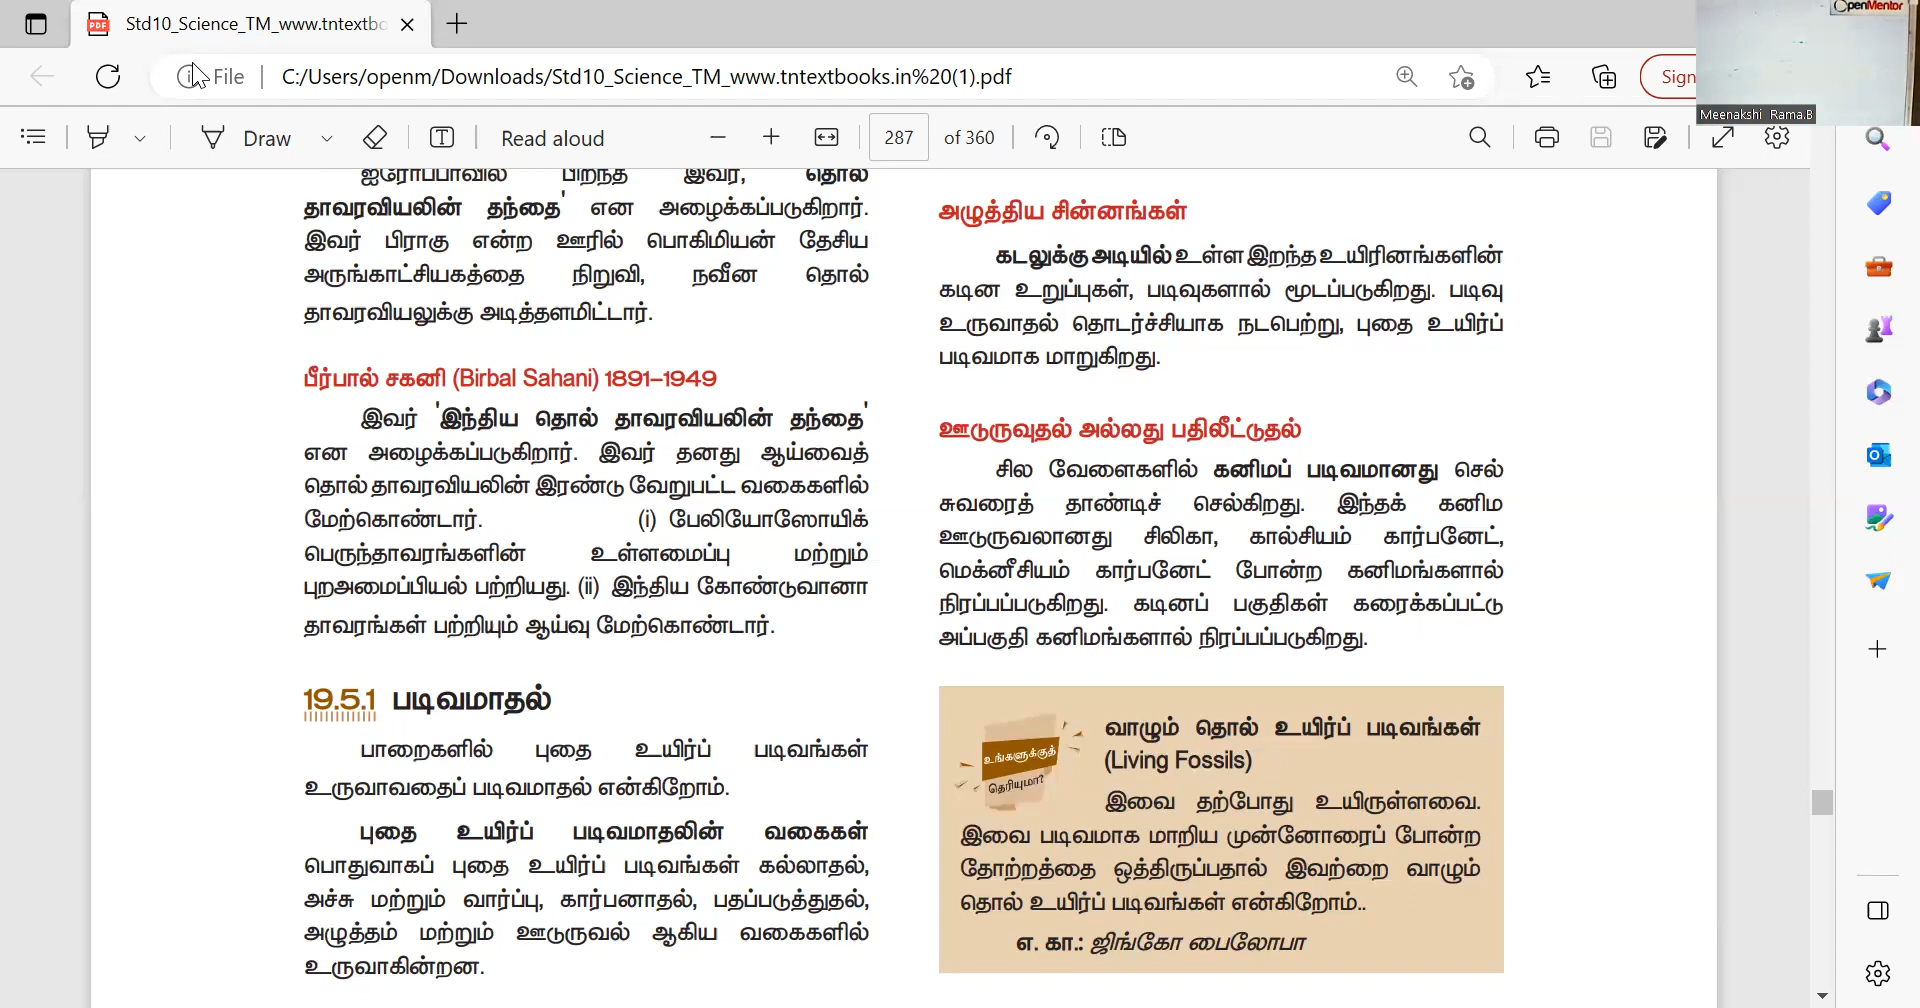 Std10_Science_TM_www.tntextbo
File
C:/Users/openm/Downloads/Std10_Science_TM_www.tntextbooks.in%20(1).pdf
Sign
OpenMentor
Meenakshi Rama.B
Draw
Read aloud
287 of 360
ஐரோப்பாவில் பிறந்த இவர், 'தொல்
தாவரவியலின் தந்தை' என அழைக்கப்படுகிறார்.
இவர் பிராகு என்ற ஊரில் பொகிமியன் தேசிய
அருங்காட்சியகத்தை நிறுவி, நவீன தொல்
தாவரவியலுக்கு அடித்தளமிட்டார்.
பீர்பால் சகனி (Birbal Sahani) 1891–1949
இவர் 'இந்திய தொல் தாவரவியலின் தந்தை'
என அழைக்கப்படுகிறார். இவர் தனது ஆய்வைத்
தொல் தாவரவியலின் இரண்டு வேறுபட்ட வகைகளில்
மேற்கொண்டார். (i) பேலியோஸோயிக்
பெருந்தாவரங்களின் உள்ளமைப்பு மற்றும்
புறஅமைப்பியல் பற்றியது. (ii) இந்திய கோண்டுவானா
தாவரங்கள் பற்றியும் ஆய்வு மேற்கொண்டார்.
19.5.1 படிவமாதல்
பாறைகளில் புதை உயிர்ப் படிவங்கள்
உருவாவதைப் படிவமாதல் என்கிறோம்.
புதை உயிர்ப் படிவமாதலின் வகைகள்
பொதுவாகப் புதை உயிர்ப் படிவங்கள் கல்லாதல்,
அச்சு மற்றும் வார்ப்பு, கார்பனாதல், பதப்படுத்துதல்,
அழுத்தம் மற்றும் ஊடுருவல் ஆகிய வகைகளில்
உருவாகின்றன.
அழுத்திய சின்னங்கள்
கடலுக்கு அடியில் உள்ள இறந்த உயிரினங்களின்
கடின உறுப்புகள், படிவுகளால் மூடப்படுகிறது. படிவு
உருவாதல் தொடர்ச்சியாக நடபெற்று, புதை உயிர்ப்
படிவமாக மாறுகிறது.
ஊடுருவுதல் அல்லது பதிலீட்டுதல்
சில வேளைகளில் கனிமப் படிவமானது செல்
சுவரைத் தாண்டிச் செல்கிறது. இந்தக் கனிம
ஊடுருவலானது சிலிகா, கால்சியம் கார்பனேட்,
மெக்னீசியம் கார்பனேட் போன்ற கனிமங்களால்
நிரப்பப்படுகிறது. கடினப் பகுதிகள் கரைக்கப்பட்டு
அப்பகுதி கனிமங்களால் நிரப்பப்படுகிறது.
உங்களுக்குத்
தெரியுமா?
வாழும் தொல் உயிர்ப் படிவங்கள்
(Living Fossils)
இவை தற்போது உயிருள்ளவை.
இவை படிவமாக மாறிய முன்னோரைப் போன்ற
தோற்றத்தை ஒத்திருப்பதால் இவற்றை வாழும்
தொல் உயிர்ப் படிவங்கள் என்கிறோம்..
எ. கா.: ஜிங்கோ பைலோபா